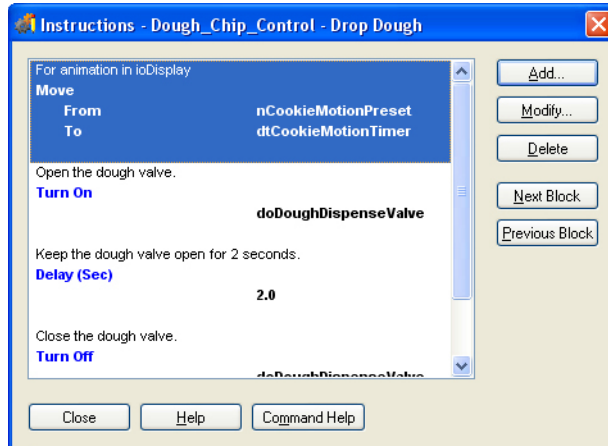 Instructions - Dough_Chip_Control - Drop Dough
For animation in ioDisplay
Move
From nCookieMotionPreset
To dtCookieMotionTimer
Open the dough valve.
Turn On
doDoughDispenseValve
Keep the dough valve open for 2 seconds.
Delay (Sec)
2.0
Close the dough valve.
Turn Off
doDoughDispenseValve
Add...
Modify...
Delete
Next Block
Previous Block
Close Help Command Help